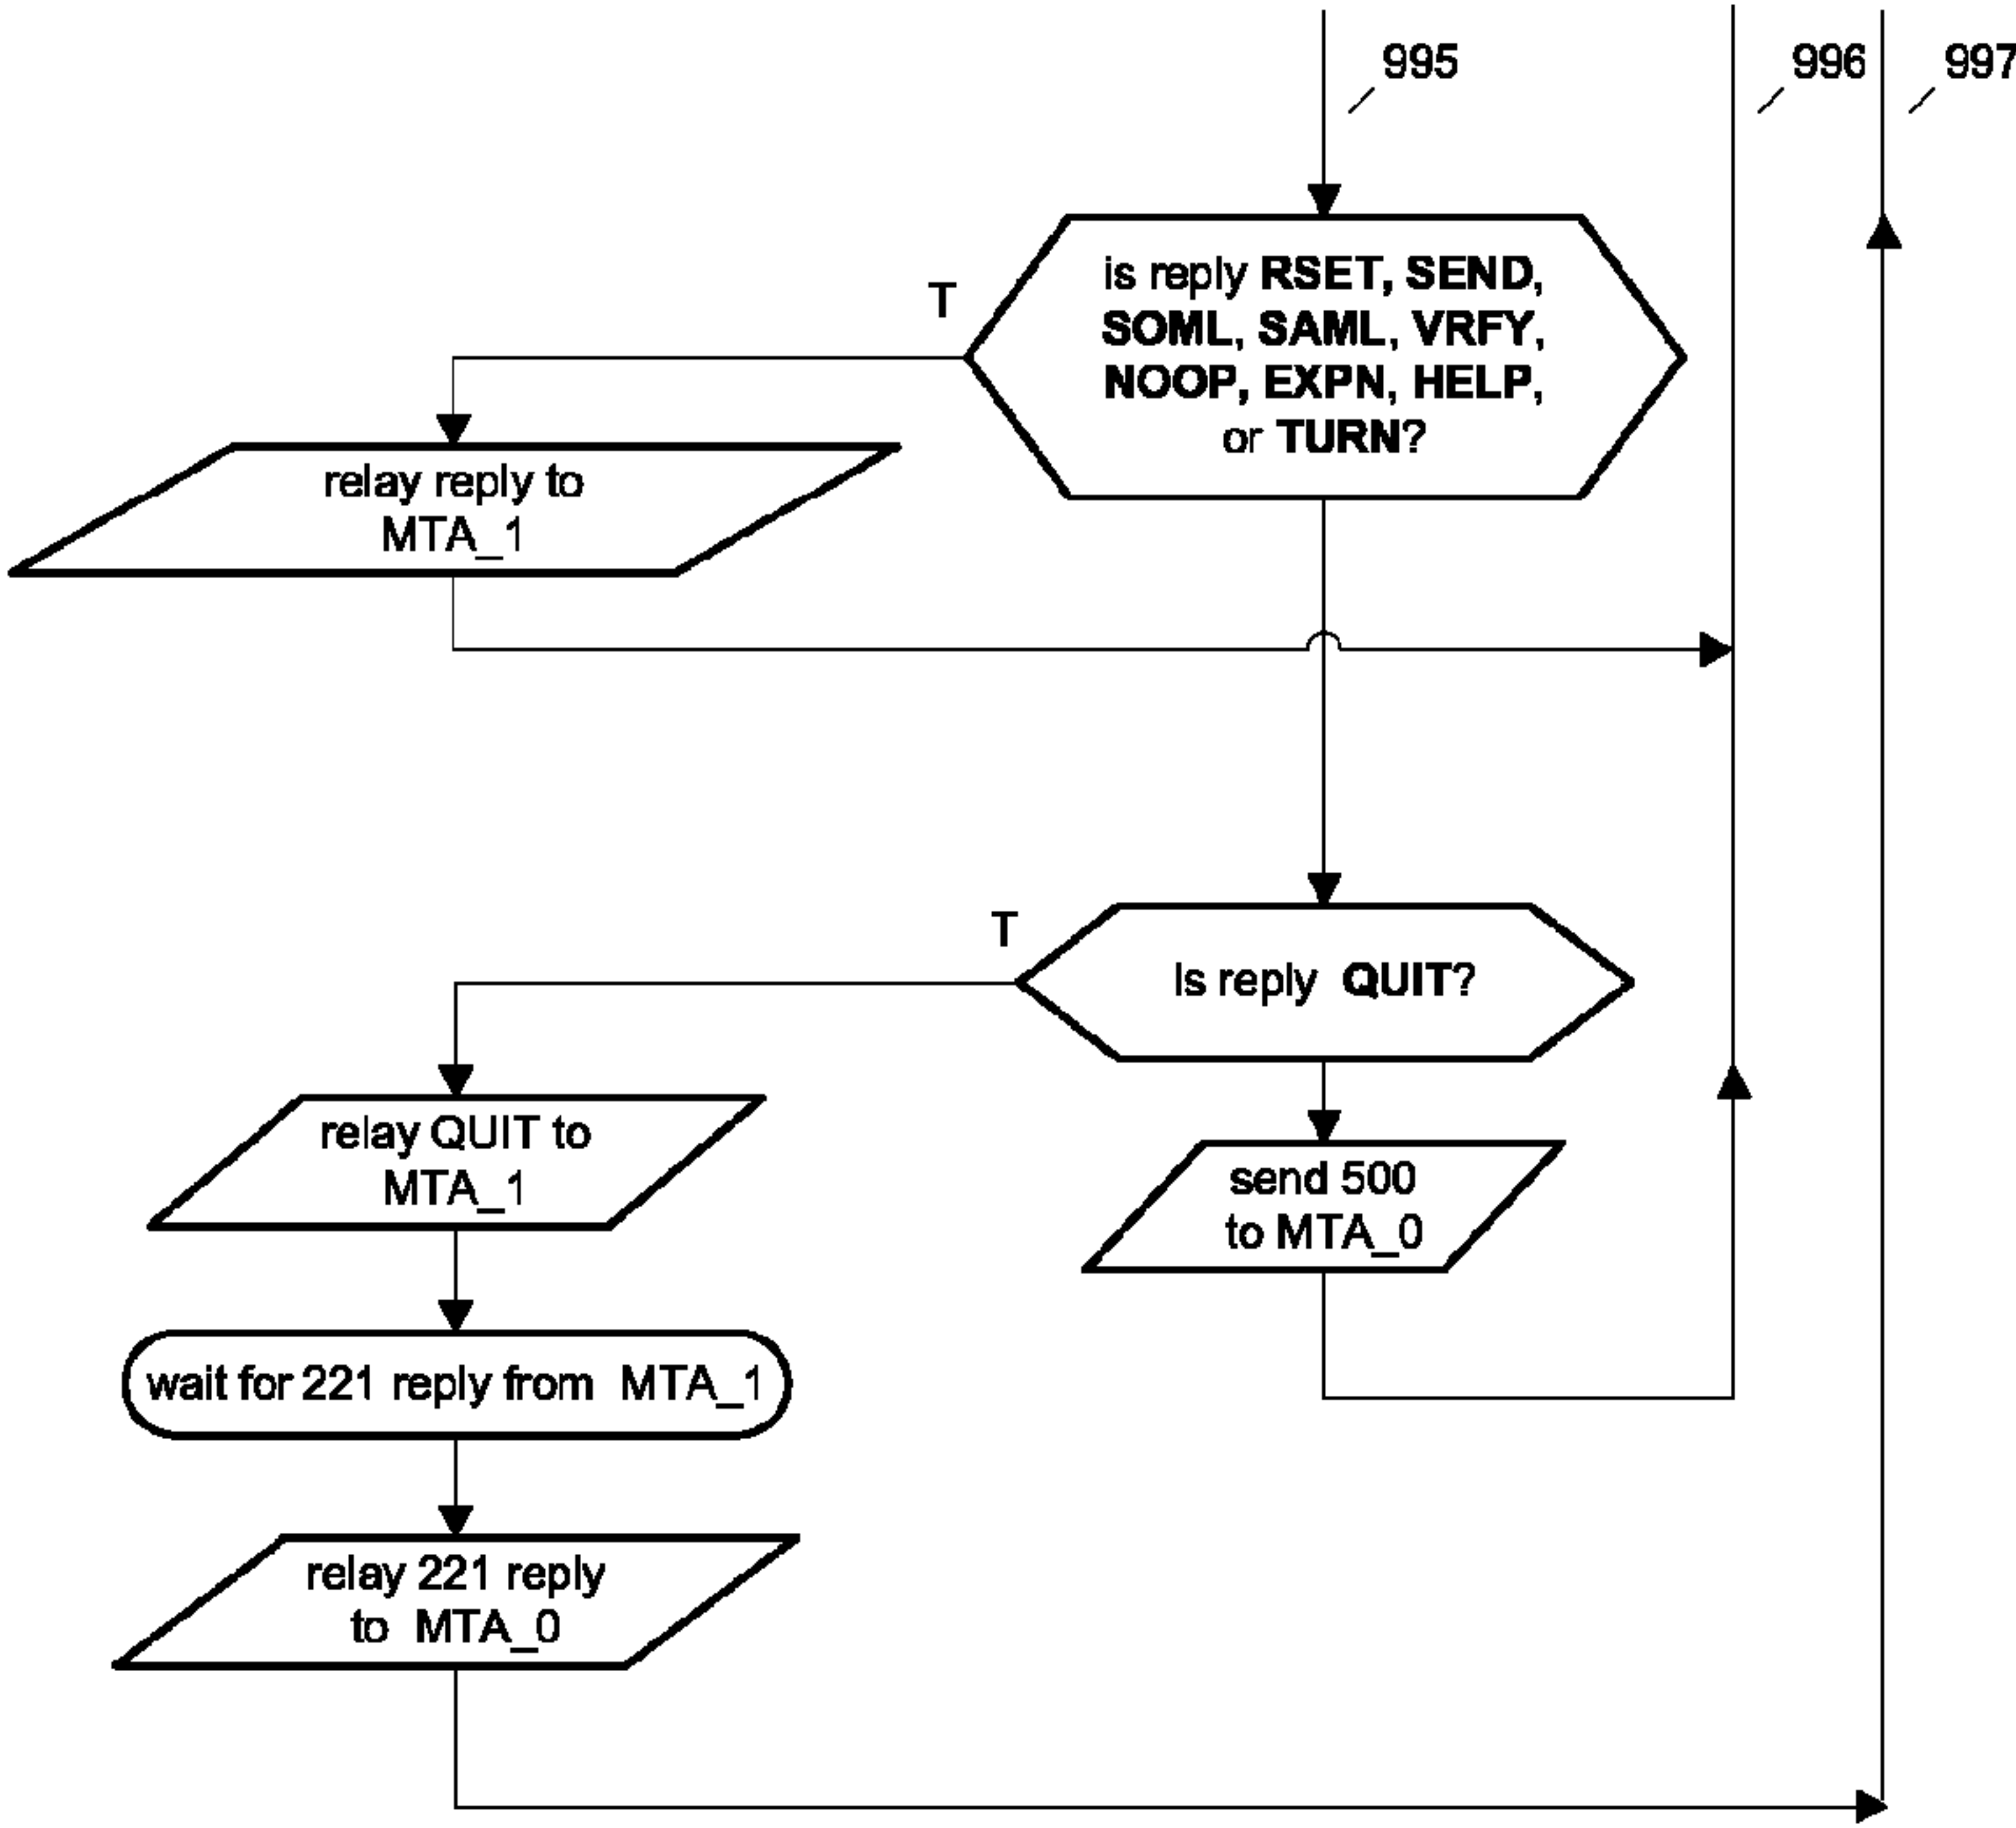 995
996
997
T
is reply RSET, SEND,
SOML, SAML, VRFY,
NOOP, EXPN, HELP,
or TURN?
relay reply to
MTA_1
T
Is reply QUIT?
relay QUIT to
MTA_1
send 500
to MTA_0
wait for 221 reply from MTA_1
relay 221 reply
to MTA_0